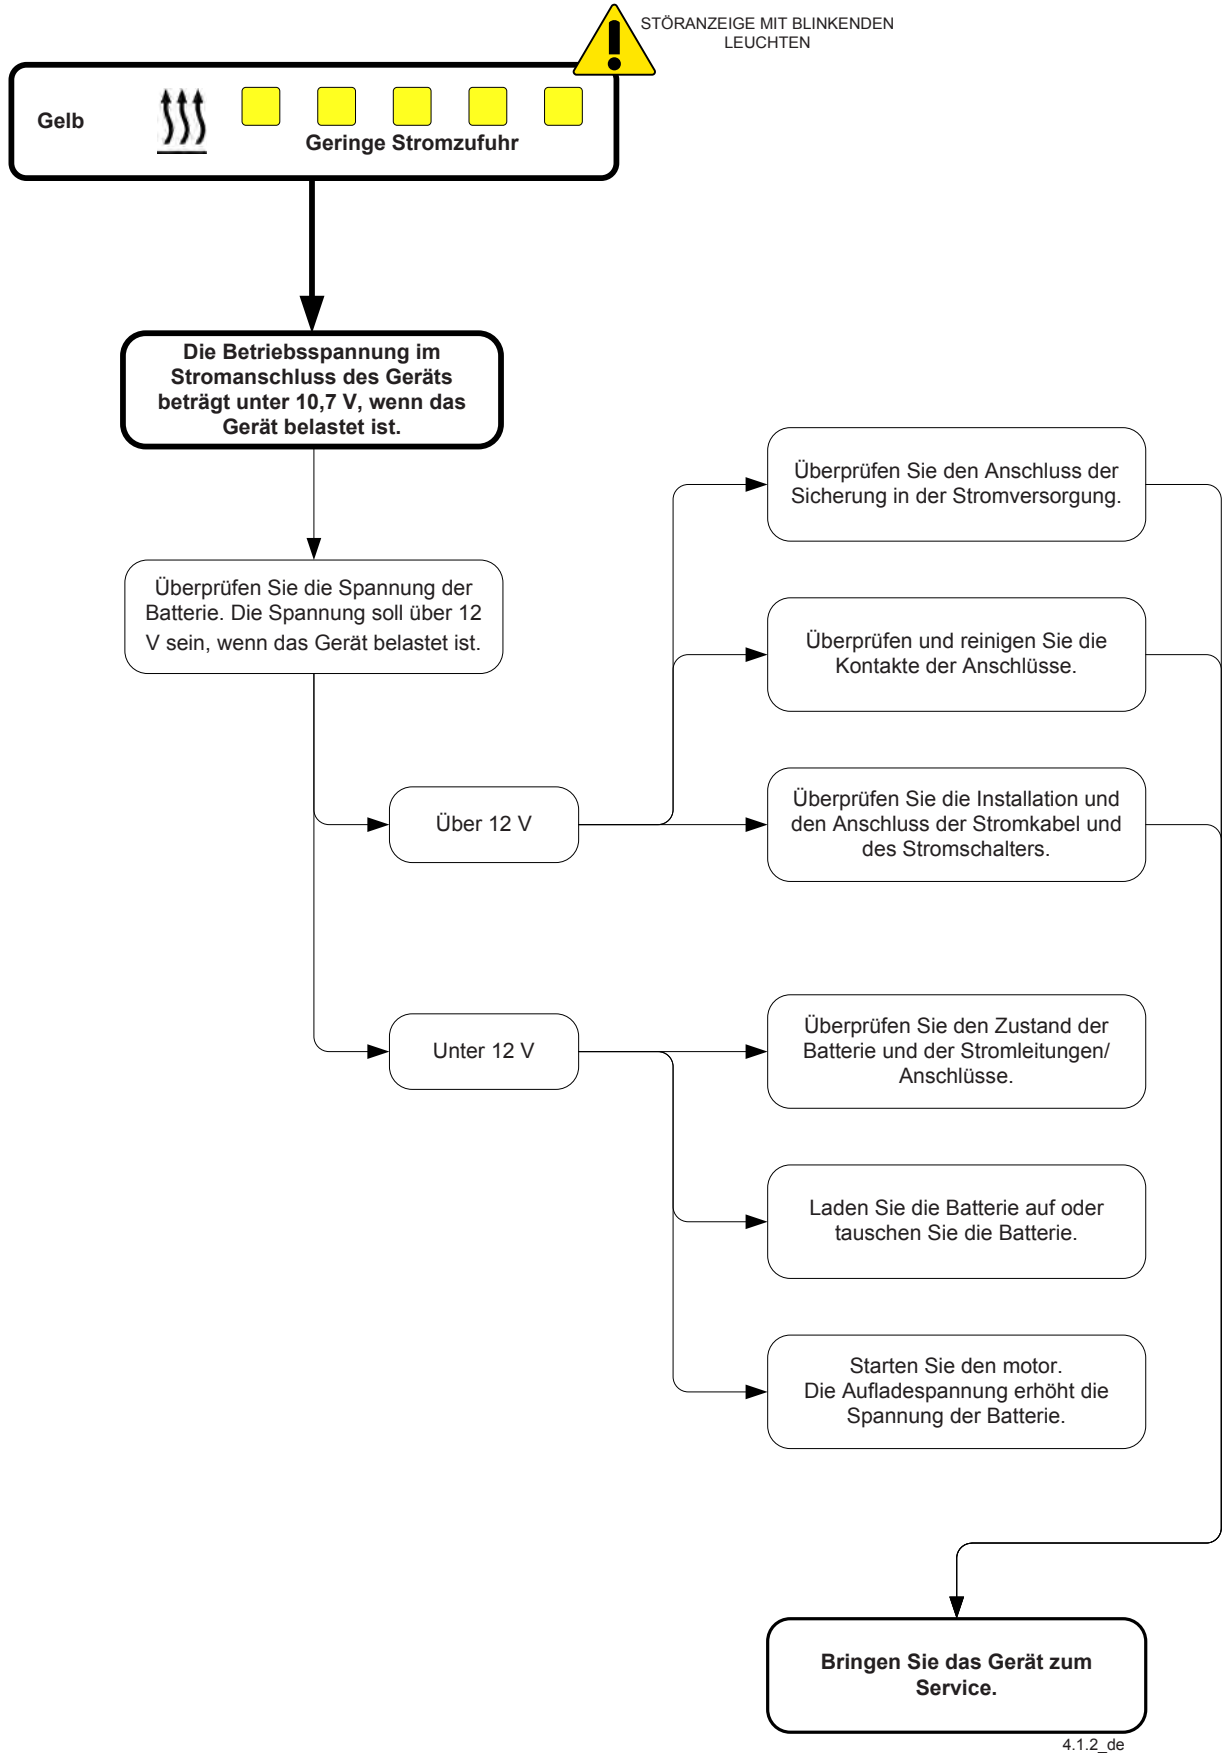 STÖRANZEIGE MIT BLINKENDEN
LEUCHTEN
Gelb
Geringe Stromzufuhr
Die Betriebsspannung im
Stromanschluss des Geräts
beträgt unter 10,7 V, wenn das
Gerät belastet ist.
Überprüfen Sie die Spannung der
Batterie. Die Spannung soll über 12
V sein, wenn das Gerät belastet ist.
Über 12 V
Überprüfen Sie den Anschluss der
Sicherung in der Stromversorgung.
Überprüfen und reinigen Sie die
Kontakte der Anschlüsse.
Überprüfen Sie die Installation und
den Anschluss der Stromkabel und
des Stromschalters.
Unter 12 V
Überprüfen Sie den Zustand der
Batterie und der Stromleitungen/
Anschlüsse.
Laden Sie die Batterie auf oder
tauschen Sie die Batterie.
Starten Sie den motor.
Die Aufladespannung erhöht die
Spannung der Batterie.
Bringen Sie das Gerät zum
Service.
4.1.2_de